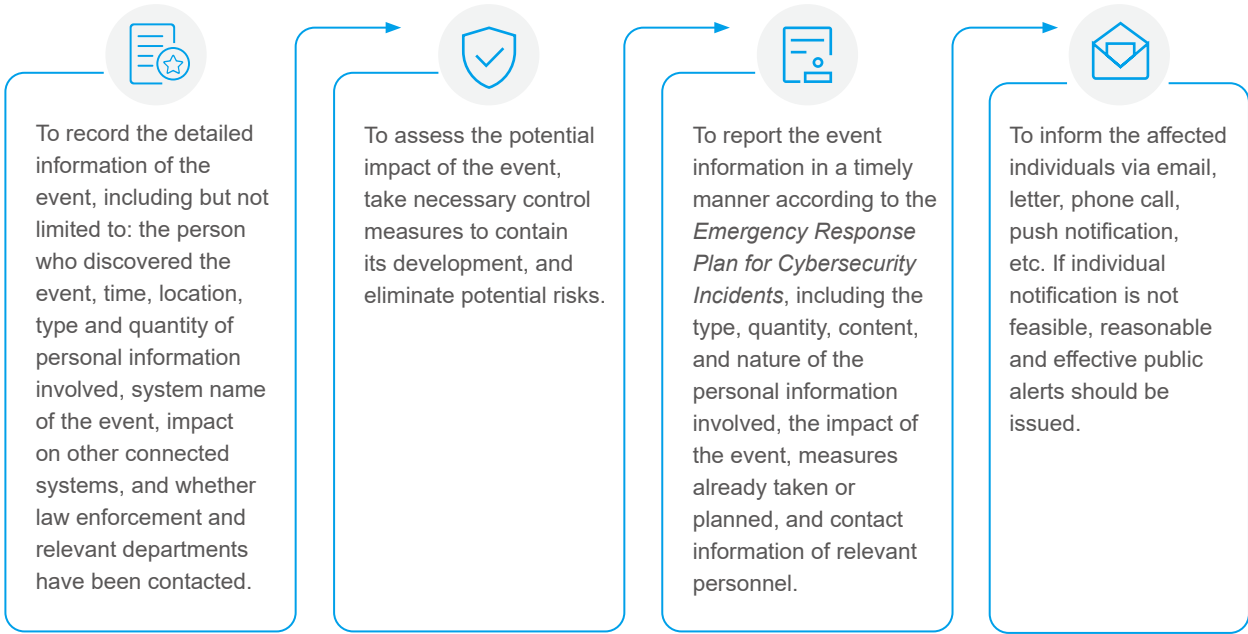 To record the detailed
information of the
event, including but not
limited to: the person
who discovered the
event, time, location,
type and quantity of
personal information
involved, system name
of the event, impact
on other connected
systems, and whether
law enforcement and
relevant departments
have been contacted.
To assess the potential
impact of the event,
take necessary control
measures to contain
its development, and
eliminate potential risks.
To report the event
information in a timely
manner according to the
Emergency Response
Plan for Cybersecurity
Incidents, including the
type, quantity, content,
and nature of the
personal information
involved, the impact of
the event, measures
already taken or
planned, and contact
information of relevant
personnel.
To inform the affected
individuals via email,
letter, phone call,
push notification,
etc. If individual
notification is not
feasible, reasonable
and effective public
alerts should be
issued.